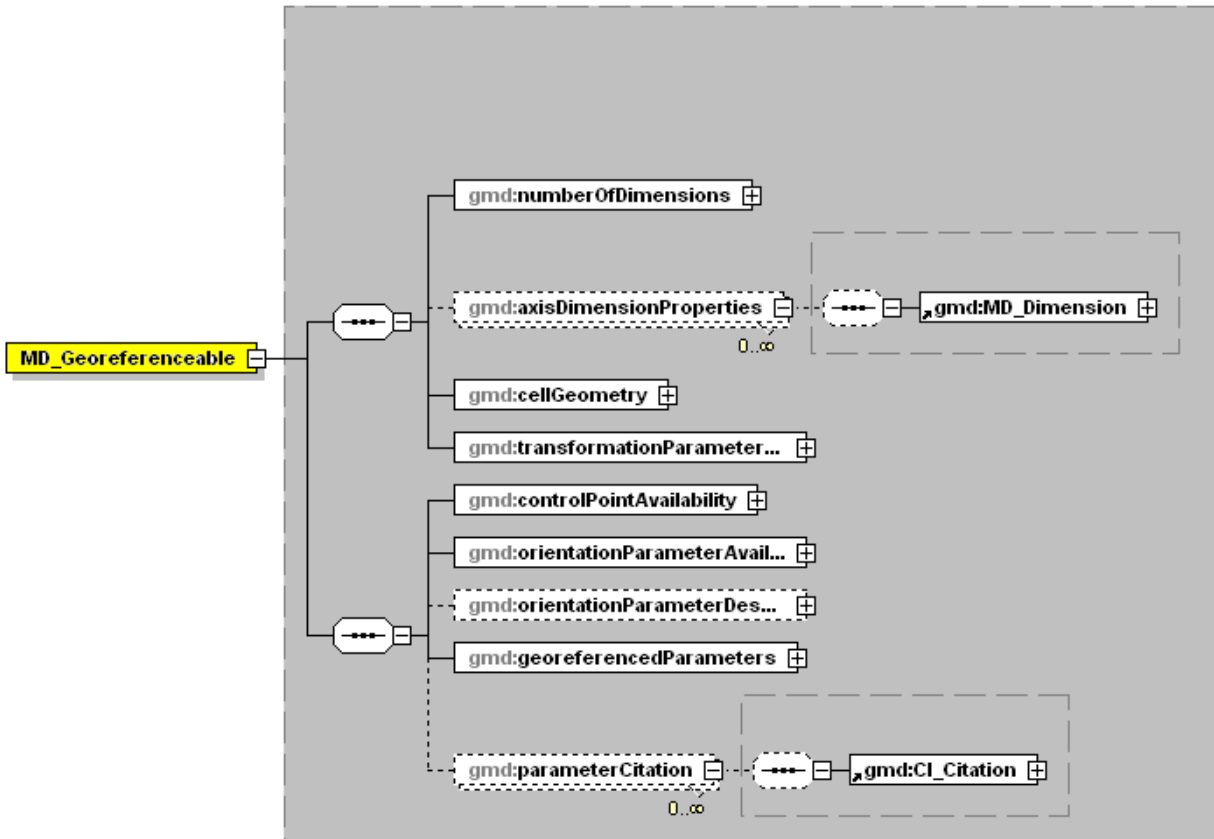 gmd:numberOfDimensions
gmd:axisDimensionProperties
gmd:MD_Dimension
0..∞
MD_Georeferenceable
gmd:cellGeometry
gmd:transformationParameter...
gmd:controlPointAvailability
gmd:orientationParameterAvail...
gmd:orientationParameterDes...
gmd:georeferencedParameters
gmd:parameterCitation
gmd:CI_Citation
0..∞